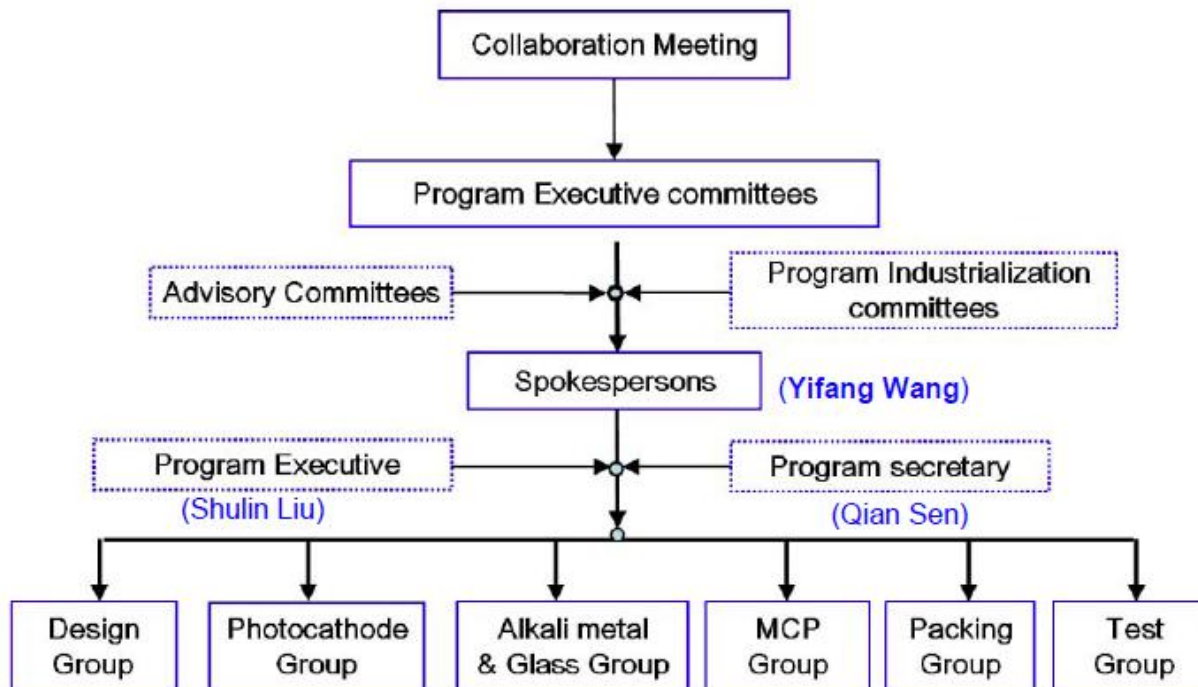 Collaboration Meeting
Program Executive committees
Advisory Committees
Program Industrialization
committees
Spokespersons
(Yifang Wang)
Program Executive
(Shulin Liu)
Program secretary
(Qian Sen)
Design
Group
Photocathode
Group
Alkali metal
& Glass Group
MCP
Group
Packing
Group
Test
Group